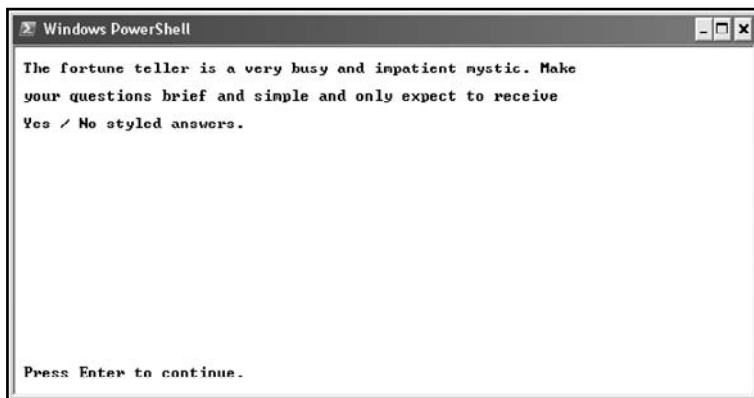 Windows PowerShell
The fortune teller is a very busy and impatient mystic. Make
your questions brief and simple and only expect to receive
Yes / No styled answers.
Press Enter to continue.